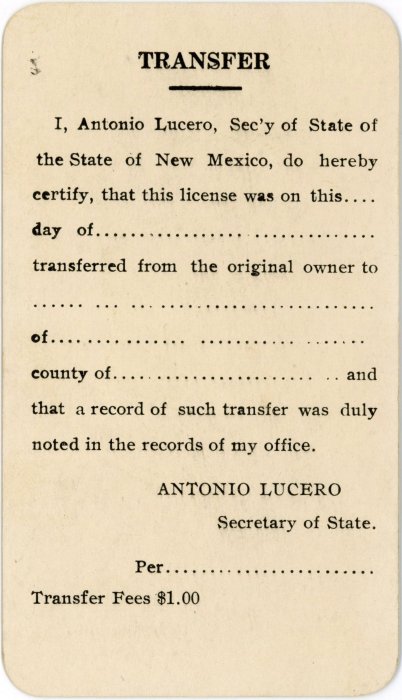 TRANSFER
I, Antonio Lucero, Sec'y of State of
the State of New Mexico, do hereby
certify, that this license was on this....
day of..............................................
transferred from the original owner to
...... ... ... ....................................
of.... ... .............. ............ ... .......
county of.... ..................... .. and
that a record of such transfer was duly
noted in the records of my office.
ANTONIO LUCERO
Secretary of State.
Per.......................
Transfer Fees $1.00